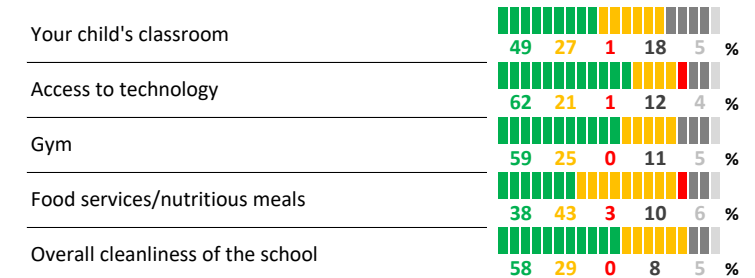 Your child's classroom
49 27 1 18 5 %
Access to technology
62 21 1 12 4 %
Gym
59 25 0 11 5 %
Food services/nutritious meals
38 43 3 10 6 %
Overall cleanliness of the school
58 29 0 8 5 %